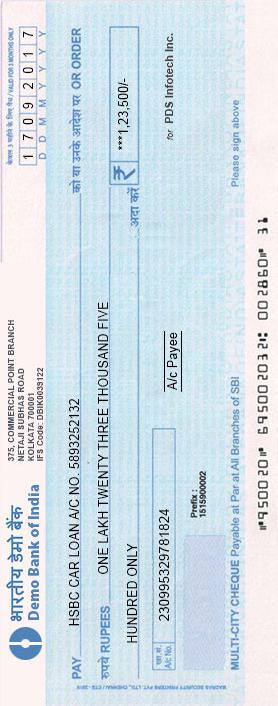 भारतीय डेमो बैंक
Demo Bank of India
375, COMMERCIAL POINT BRANCH
NETAJI SUBHAS ROAD
KOLKATA 700001
IFS Code: DBKK0633122
केवल 3 महीने के लिए वैध / VALID FOR 3 MONTHS ONLY
1 7 0 9 2 0 1 7
D D M M Y Y Y Y
PAY HSBC CAR LOAN A/C NO. 5893252132 को या उनके आदेश पर OR ORDER
रुपये RUPEES ONE LAKH TWENTY THREE THOUSAND FIVE
HUNDRED ONLY अदा करें ₹ ***1,23,500/-
खा. सं.
A/c No. 230995329781824
A/c Payee
for PDS Infotech Inc.
Prefix :
1515900002
MULTI-CITY CHEQUE Payable at Par at All Branches of SBI
Please sign above
MADRAS SECURITY PRINTERS PVT. LTD., CHENNAI / CTS - 2010
⑈950020⑈ 695002032⑆ 002860⑈ 31